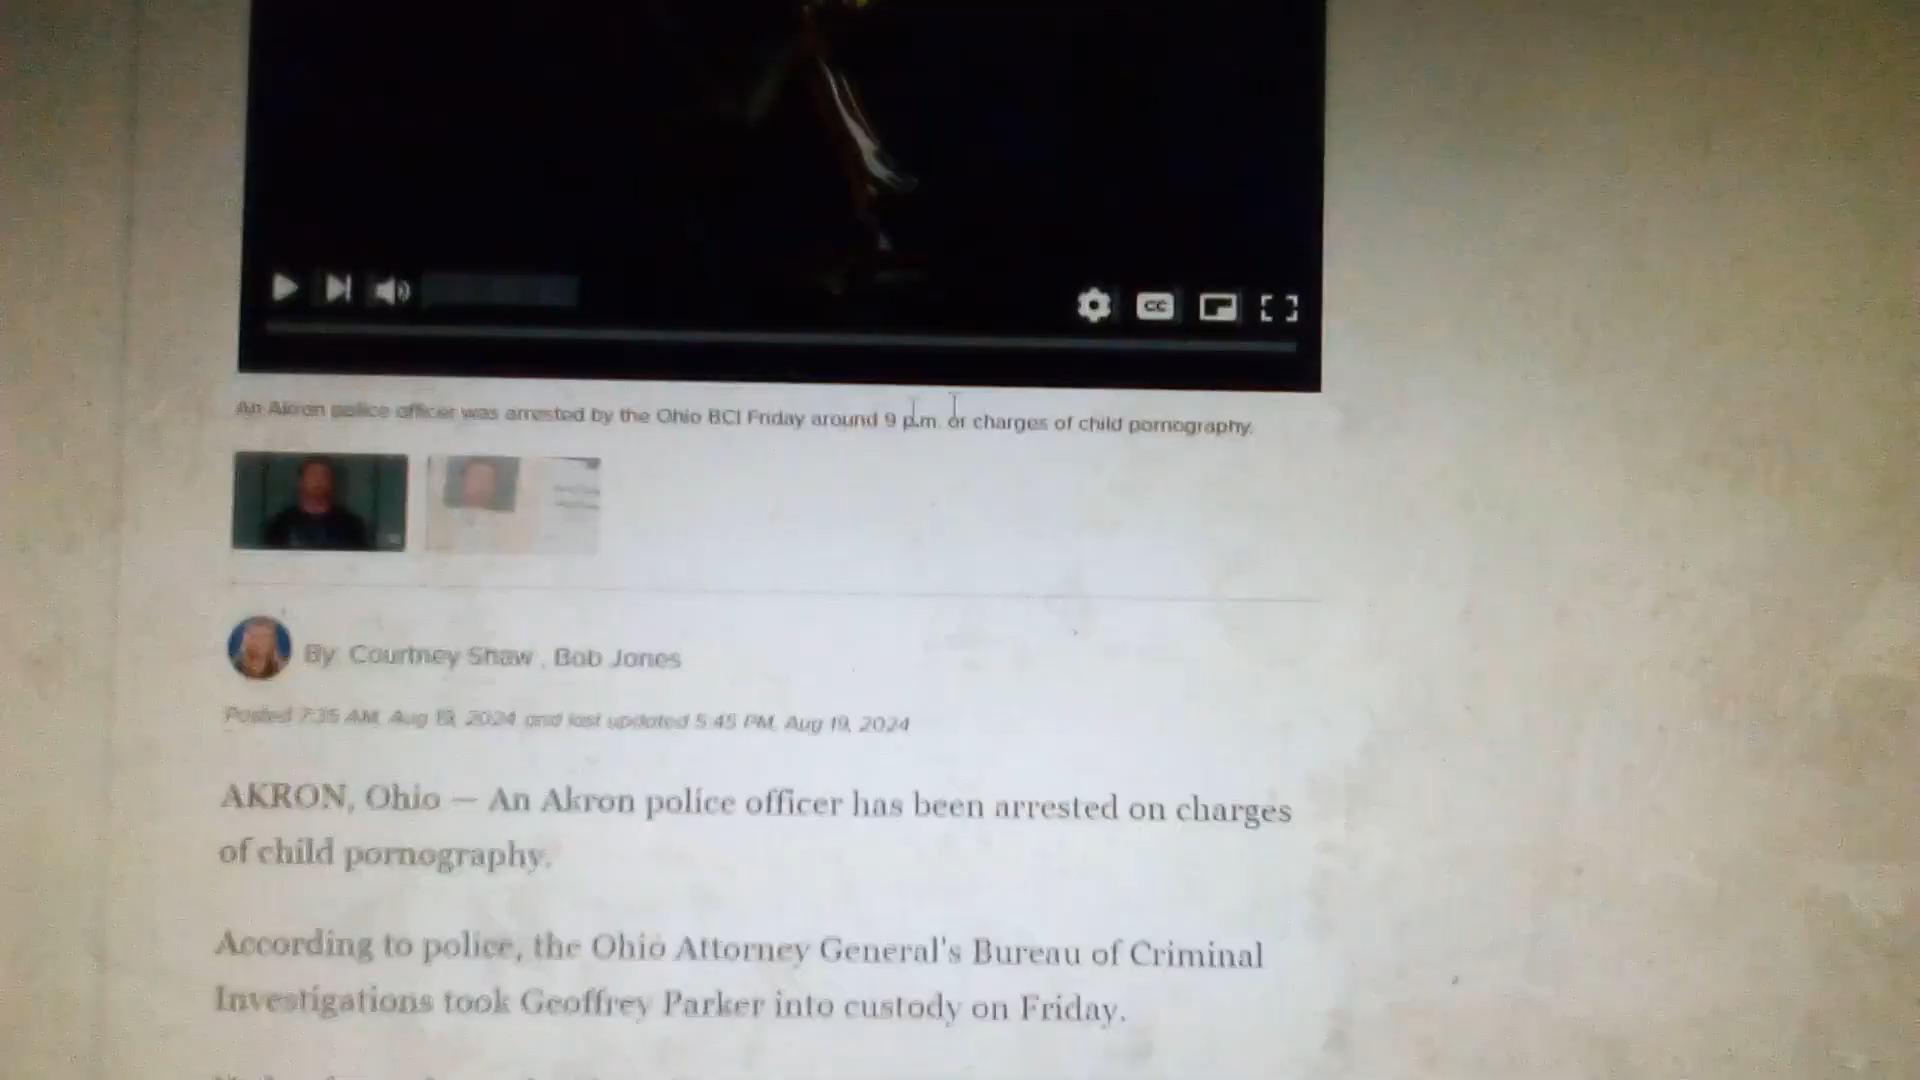 CC
An Akron police officer was arrested by the Ohio BCI Friday around 9 p.m. or charges of child pornography.
By: Courtney Shaw , Bob Jones
Posted 7:35 AM, Aug 19, 2024 and last updated 5:45 PM, Aug 19, 2024
AKRON, Ohio — An Akron police officer has been arrested on charges
of child pornography.
According to police, the Ohio Attorney General's Bureau of Criminal
Investigations took Geoffrey Parker into custody on Friday.